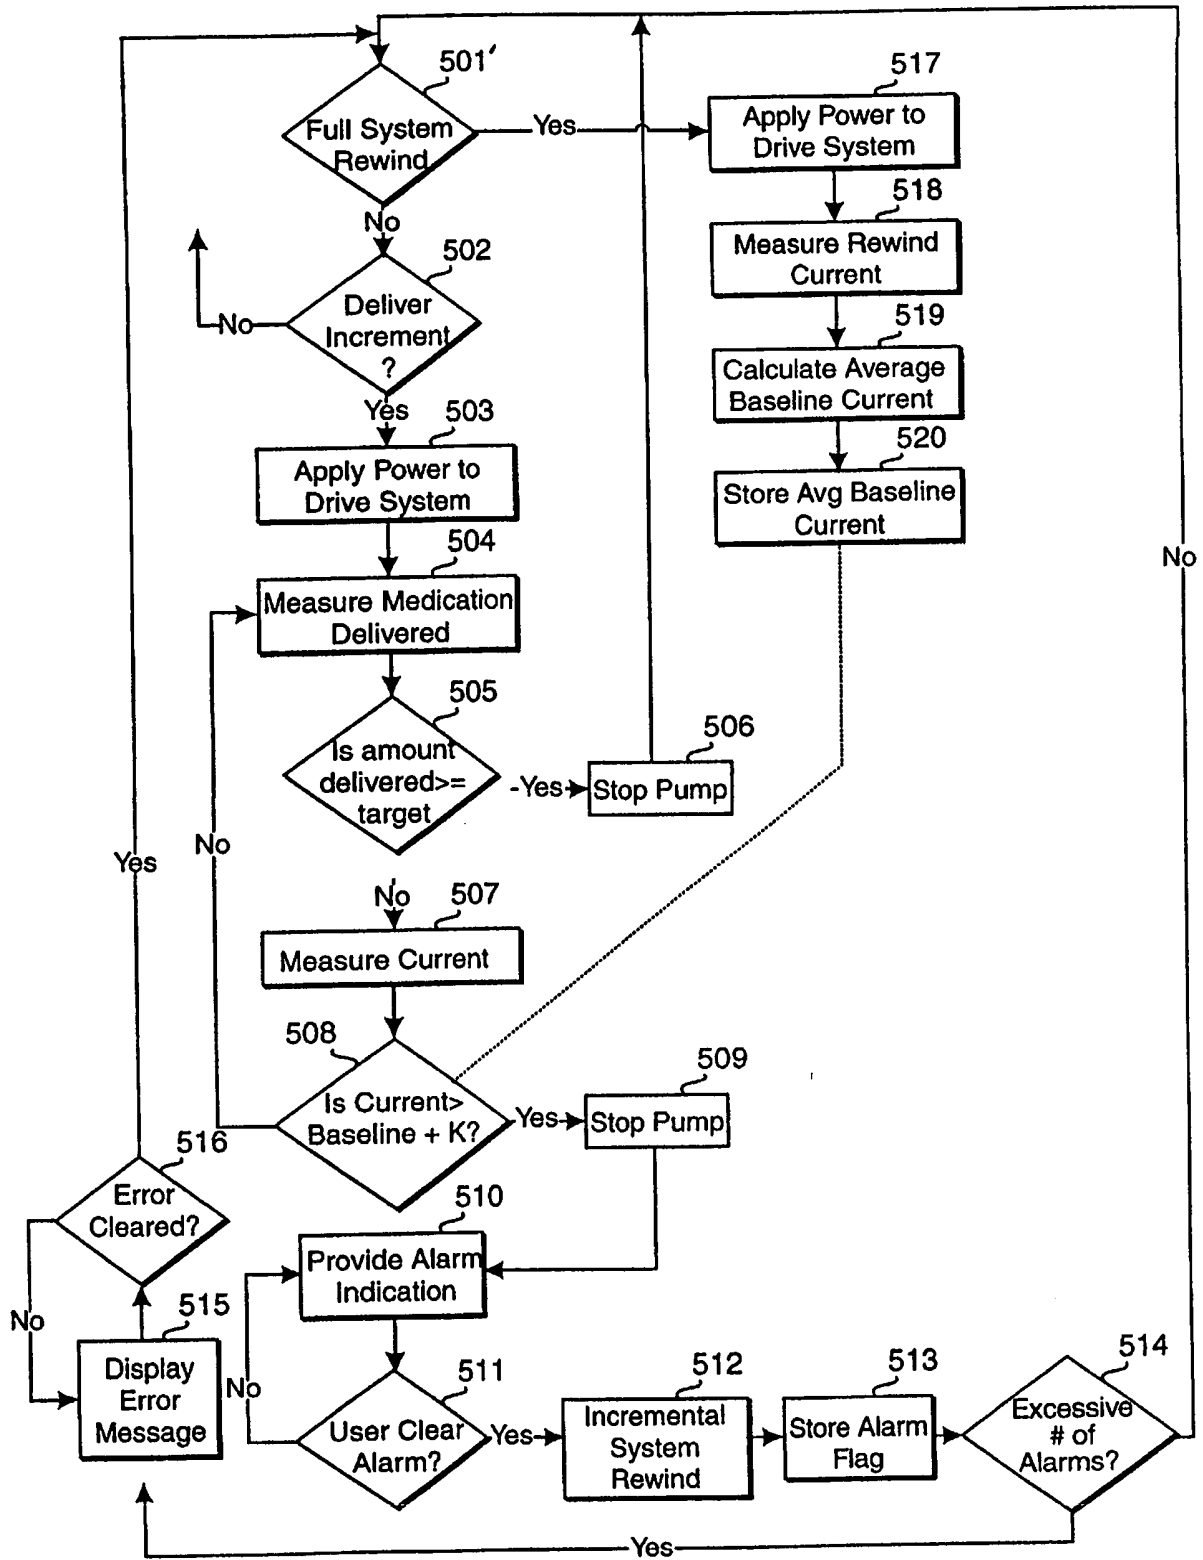 501′
Full System
Rewind
Yes
517
Apply Power to
Drive System
No
518
Measure Rewind
Current
502
Deliver
Increment
?
No
519
Calculate Average
Baseline Current
Yes
503
Apply Power to
Drive System
520
Store Avg Baseline
Current
504
Measure Medication
Delivered
No
505
Is amount
delivered>=
target
-Yes
506
Stop Pump
No
Yes
No
507
Measure Current
508
Is Current>
Baseline + K?
Yes
509
Stop Pump
516
Error
Cleared?
510
Provide Alarm
Indication
No
515
Display
Error
Message
No
511
User Clear
Alarm?
Yes
512
Incremental
System
Rewind
513
Store Alarm
Flag
514
Excessive
# of
Alarms?
Yes